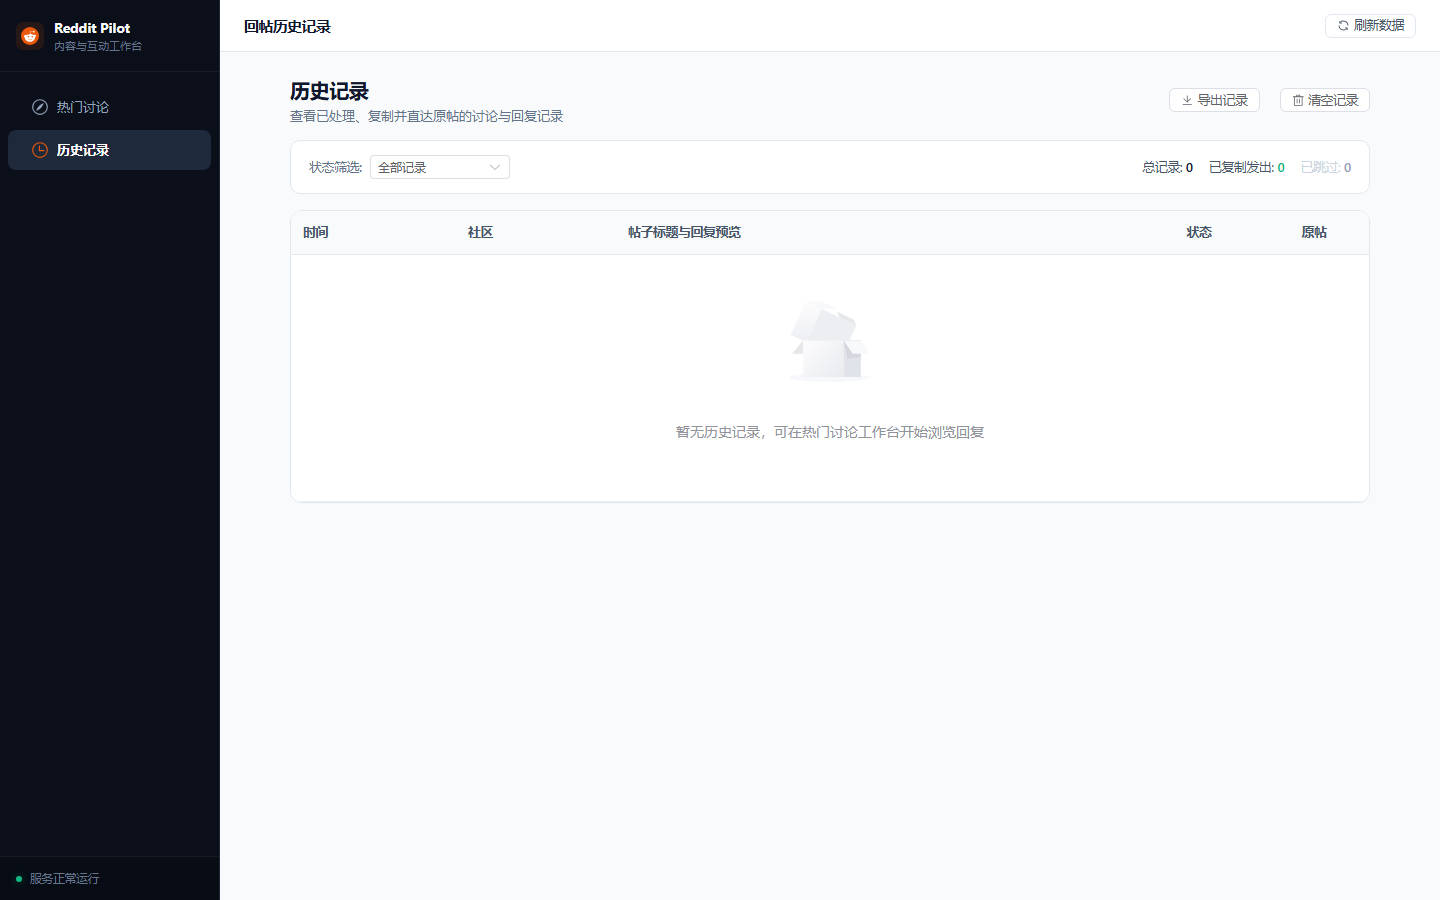 Reddit Pilot
内容与互动工作台
热门讨论
历史记录
服务正常运行
回帖历史记录
刷新数据
历史记录
查看已处理、复制并直达原帖的讨论与回复记录
导出记录
清空记录
状态筛选:
全部记录
总记录: 0
已复制发出: 0
已跳过: 0
时间
社区
帖子标题与回复预览
状态
原帖
暂无历史记录，可在热门讨论工作台开始浏览回复